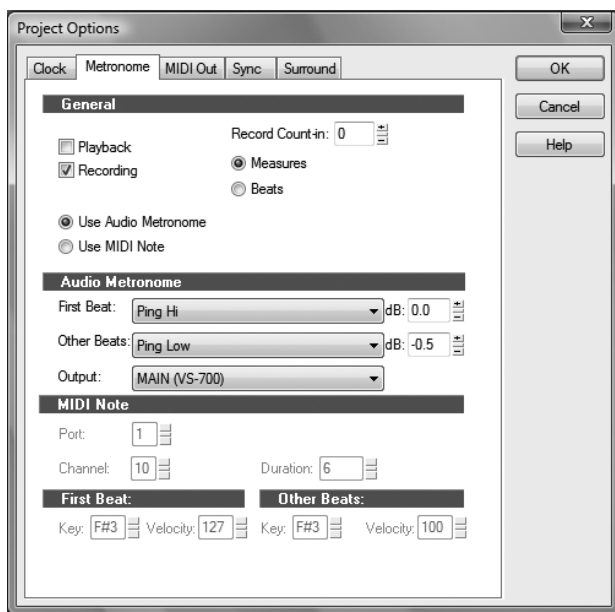 Project Options
Clock Metronome MIDI Out Sync Surround
OK
Cancel
Help
General
Playback
Recording
Record Count-in: 0
Measures
Beats
Use Audio Metronome
Use MIDI Note
Audio Metronome
First Beat: Ping Hi dB: 0.0
Other Beats: Ping Low dB: -0.5
Output: MAIN (VS-700)
MIDI Note
Port: 1
Channel: 10 Duration: 6
First Beat: Other Beats:
Key: F#3 Velocity: 127 Key: F#3 Velocity: 100